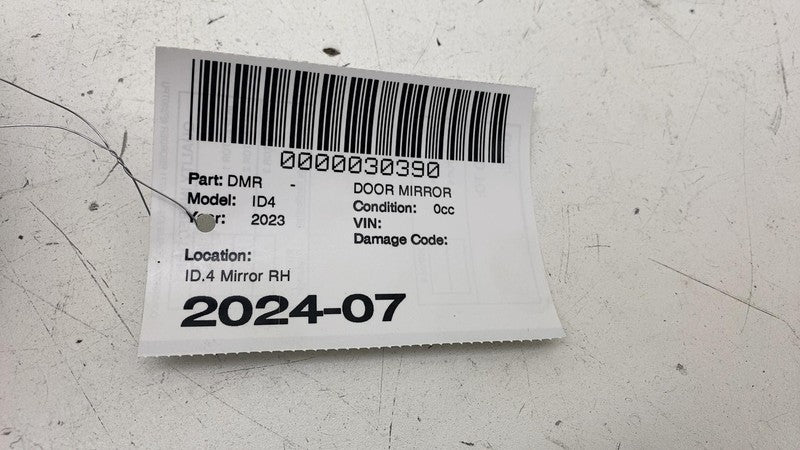 0000030390
Part: DMR - DOOR MIRROR
Model: ID4 Condition: 0cc
Year: 2023 VIN:
Damage Code:
Location:
ID.4 Mirror RH
2024-07